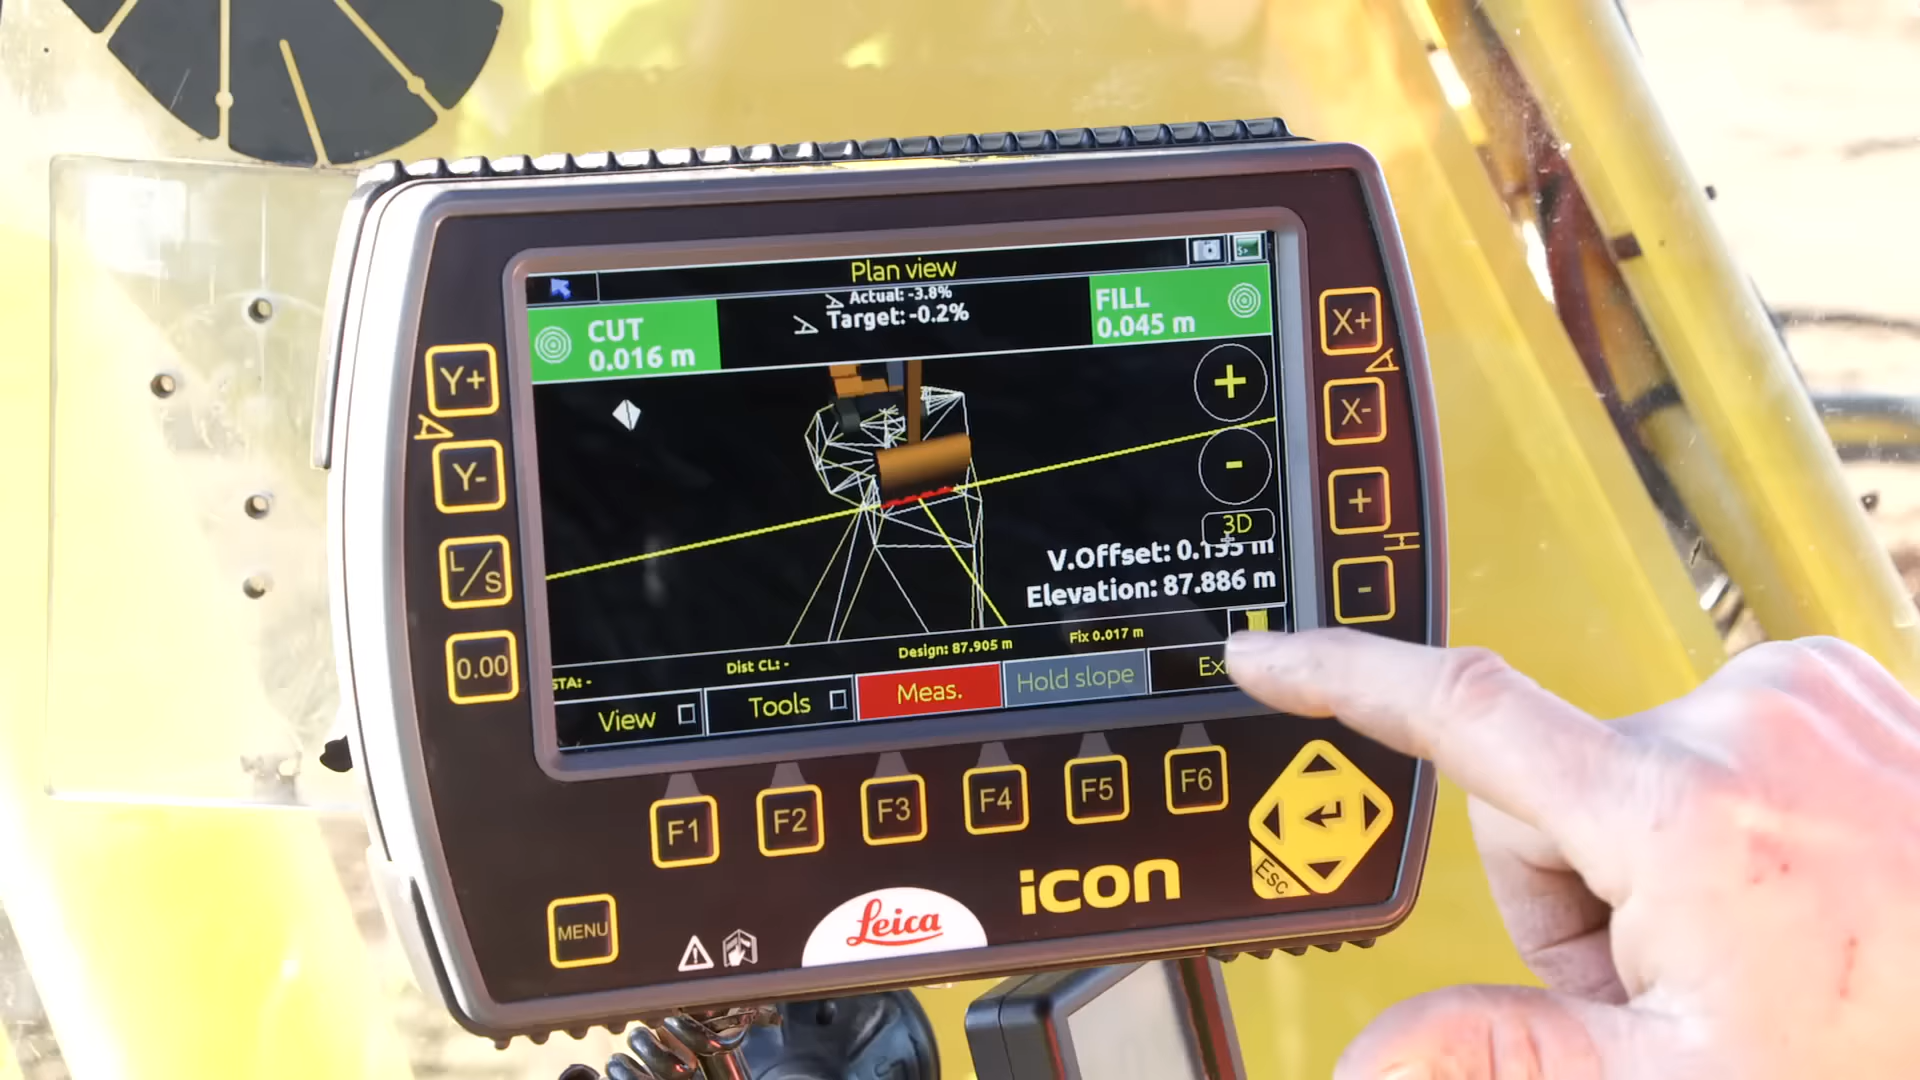 Plan view
Actual: -3.8%
Target: -0.2%
CUT
0.016 m
FILL
0.045 m
+
-
3D
V.Offset: 0.133 m
Elevation: 87.886 m
STA: -
Dist CL: -
Design: 87.905 m
Fix 0.017 m
View
Tools
Meas.
Hold slope
Y+
Y-
L/S
0.00
X+
X-
+
-
F1
F2
F3
F4
F5
F6
ESC
MENU
Leica
icon